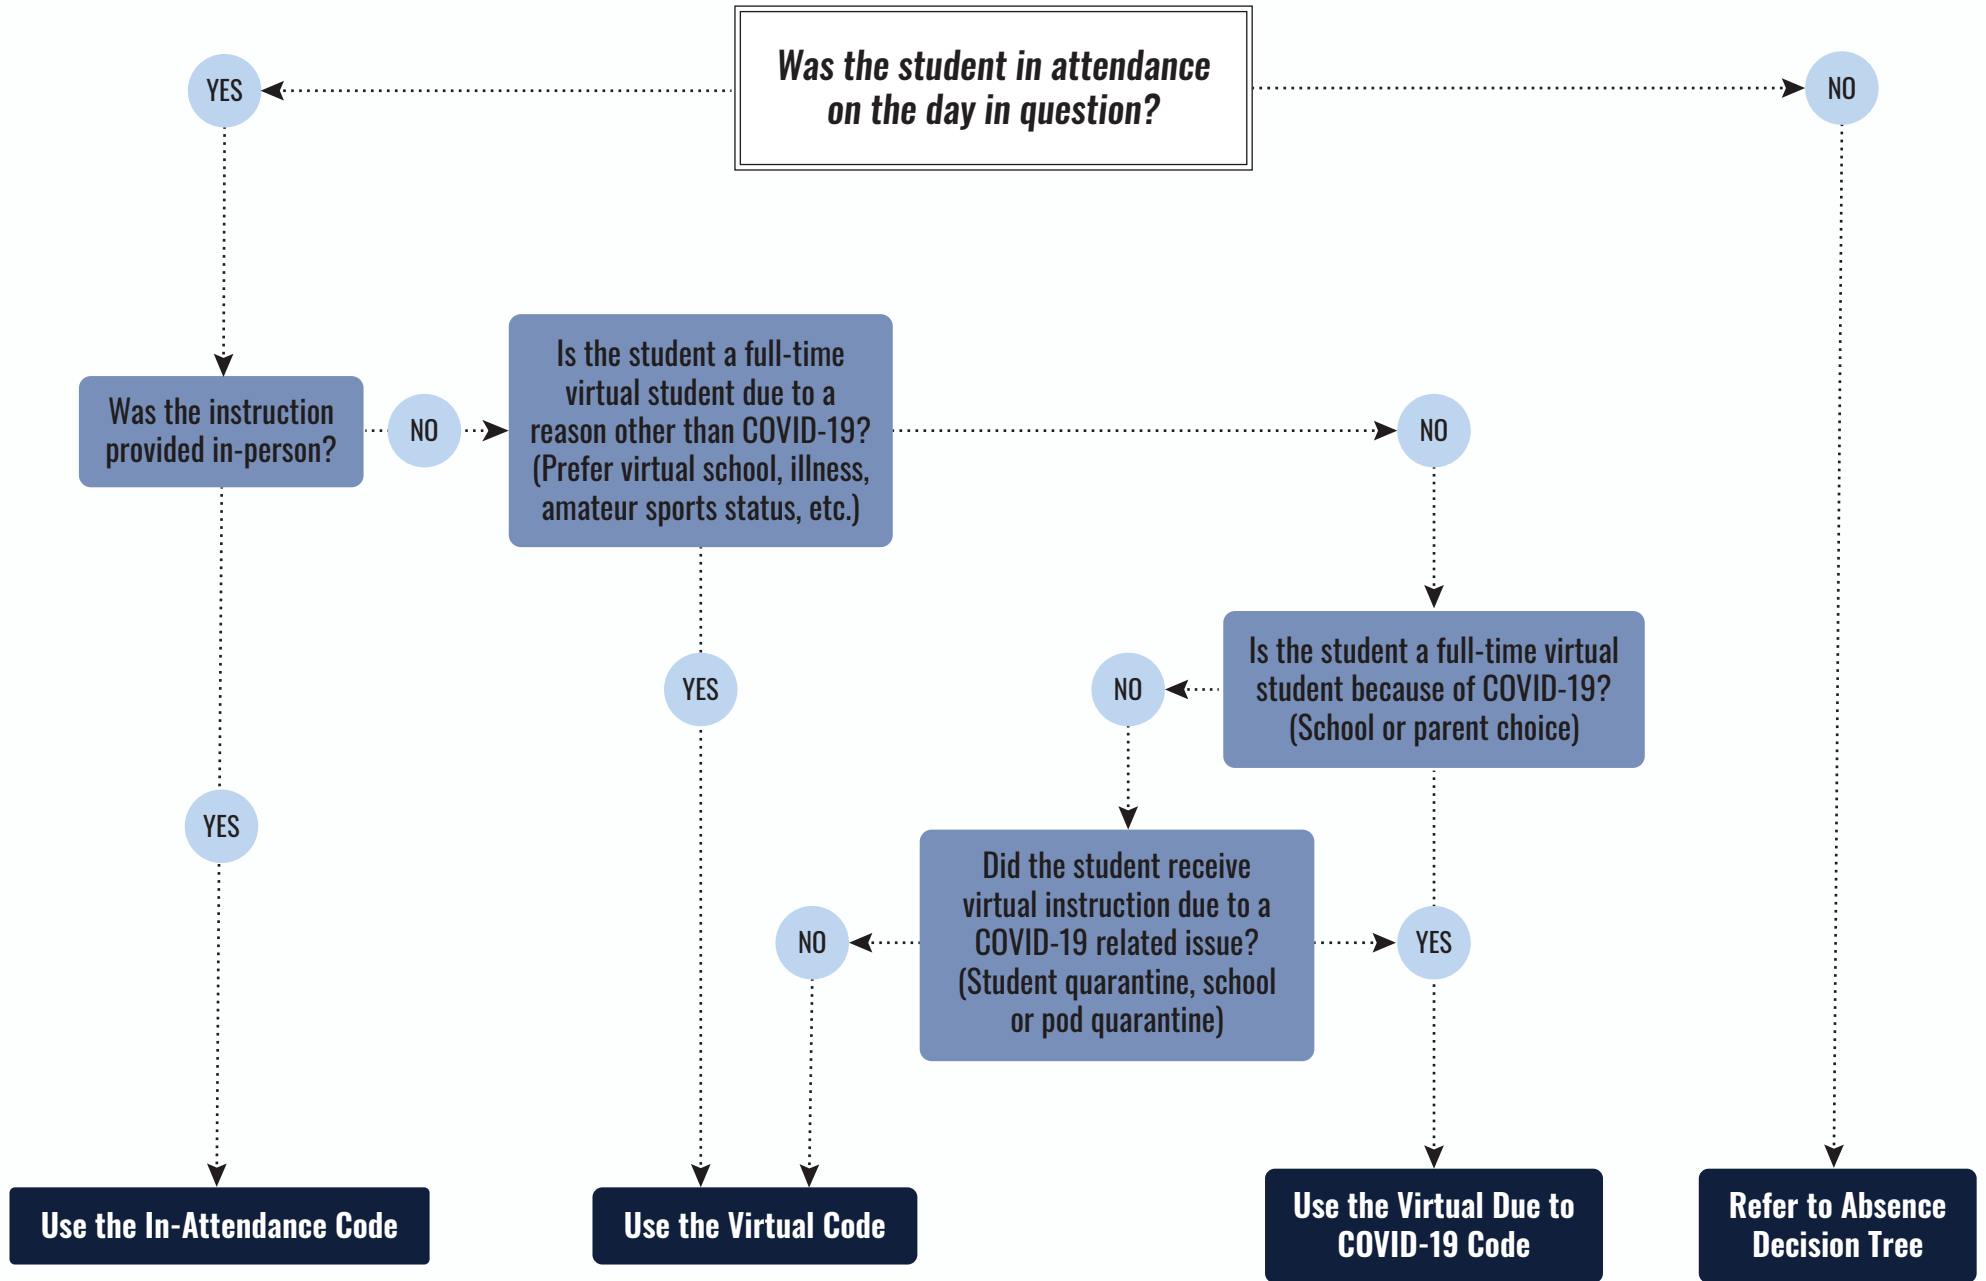 Was the student in attendance
on the day in question?
YES
NO
Was the instruction
provided in-person?
NO
Is the student a full-time
virtual student due to a
reason other than COVID-19?
(Prefer virtual school, illness,
amateur sports status, etc.)
NO
Is the student a full-time virtual
student because of COVID-19?
(School or parent choice)
NO
YES
YES
Did the student receive
virtual instruction due to a
COVID-19 related issue?
(Student quarantine, school
or pod quarantine)
NO
YES
Use the In-Attendance Code
Use the Virtual Code
Use the Virtual Due to
COVID-19 Code
Refer to Absence
Decision Tree